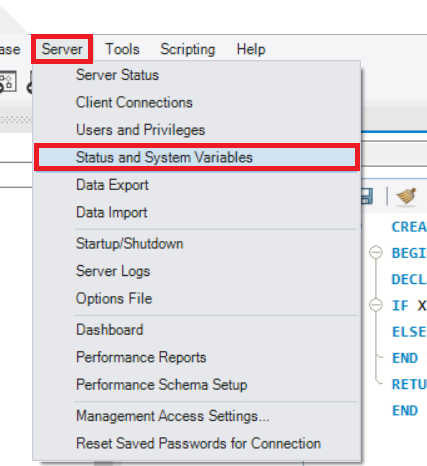 ase Server Tools Scripting Help
Server Status
Client Connections
Users and Privileges
Status and System Variables
Data Export
Data Import
Startup/Shutdown
Server Logs
Options File
Dashboard
Performance Reports
Performance Schema Setup
Management Access Settings...
Reset Saved Passwords for Connection
CREA
BEGI
DECL
IF X
ELSE
END
RETU
END